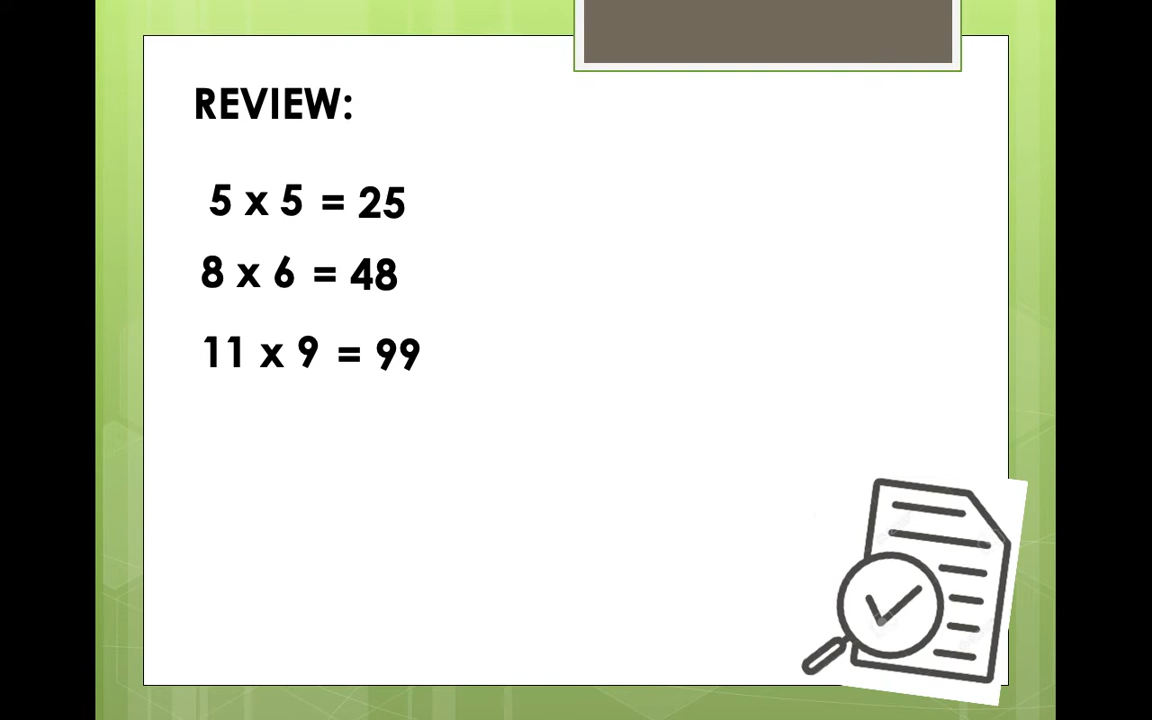 REVIEW:
5 x 5 = 25
8 x 6 = 48
11 x 9 = 99